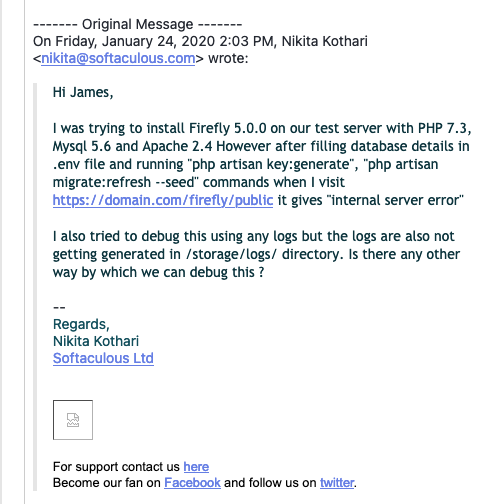 ------- Original Message -------
On Friday, January 24, 2020 2:03 PM, Nikita Kothari
<nikita@softaculous.com> wrote:
Hi James,
I was trying to install Firefly 5.0.0 on our test server with PHP 7.3,
Mysql 5.6 and Apache 2.4 However after filling database details in
.env file and running "php artisan key:generate", "php artisan
migrate:refresh --seed" commands when I visit
https://domain.com/firefly/public it gives "internal server error"
I also tried to debug this using any logs but the logs are also not
getting generated in /storage/logs/ directory. Is there any other
way by which we can debug this ?
--
Regards,
Nikita Kothari
Softaculous Ltd
For support contact us here
Become our fan on Facebook and follow us on twitter.